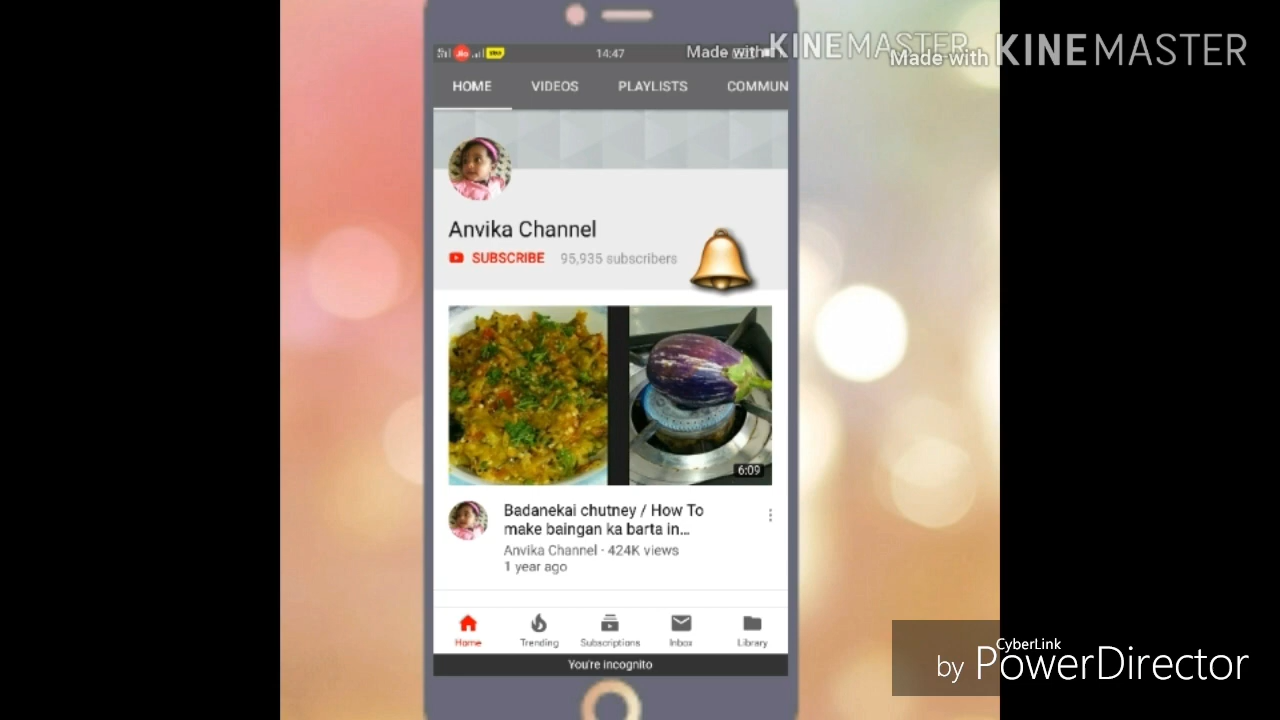 Jio
14:47
Made with KINEMASTER
Made with KINEMASTER
HOME VIDEOS PLAYLISTS COMMUN
Anvika Channel
SUBSCRIBE 95,935 subscribers
6:09
Badanekai chutney / How To
make baingan ka barta in...
Anvika Channel · 424K views
1 year ago
Home Trending Subscriptions Inbox Library
You're incognito
CyberLink
by PowerDirector